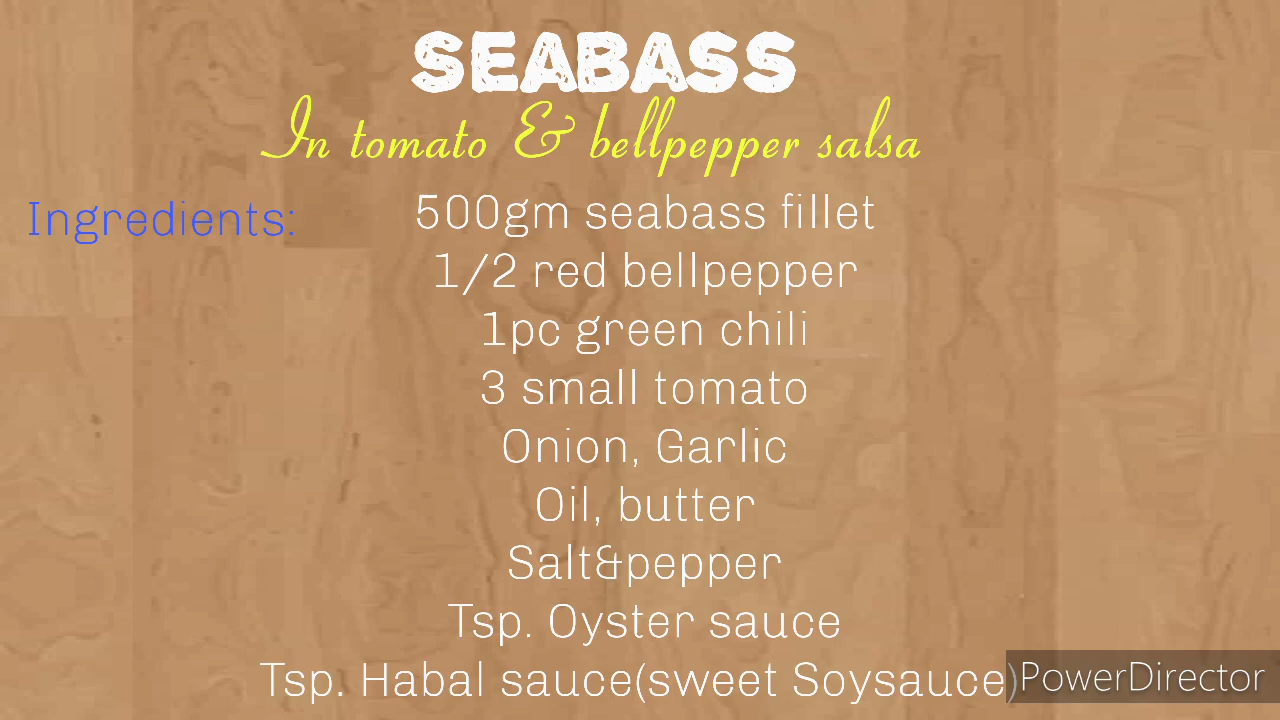 SEABASS
In tomato & bellpepper salsa
Ingredients:
500gm seabass fillet
1/2 red bellpepper
1pc green chili
3 small tomato
Onion, Garlic
Oil, butter
Salt&pepper
Tsp. Oyster sauce
Tsp. Habal sauce(sweet Soysauce)
PowerDirector